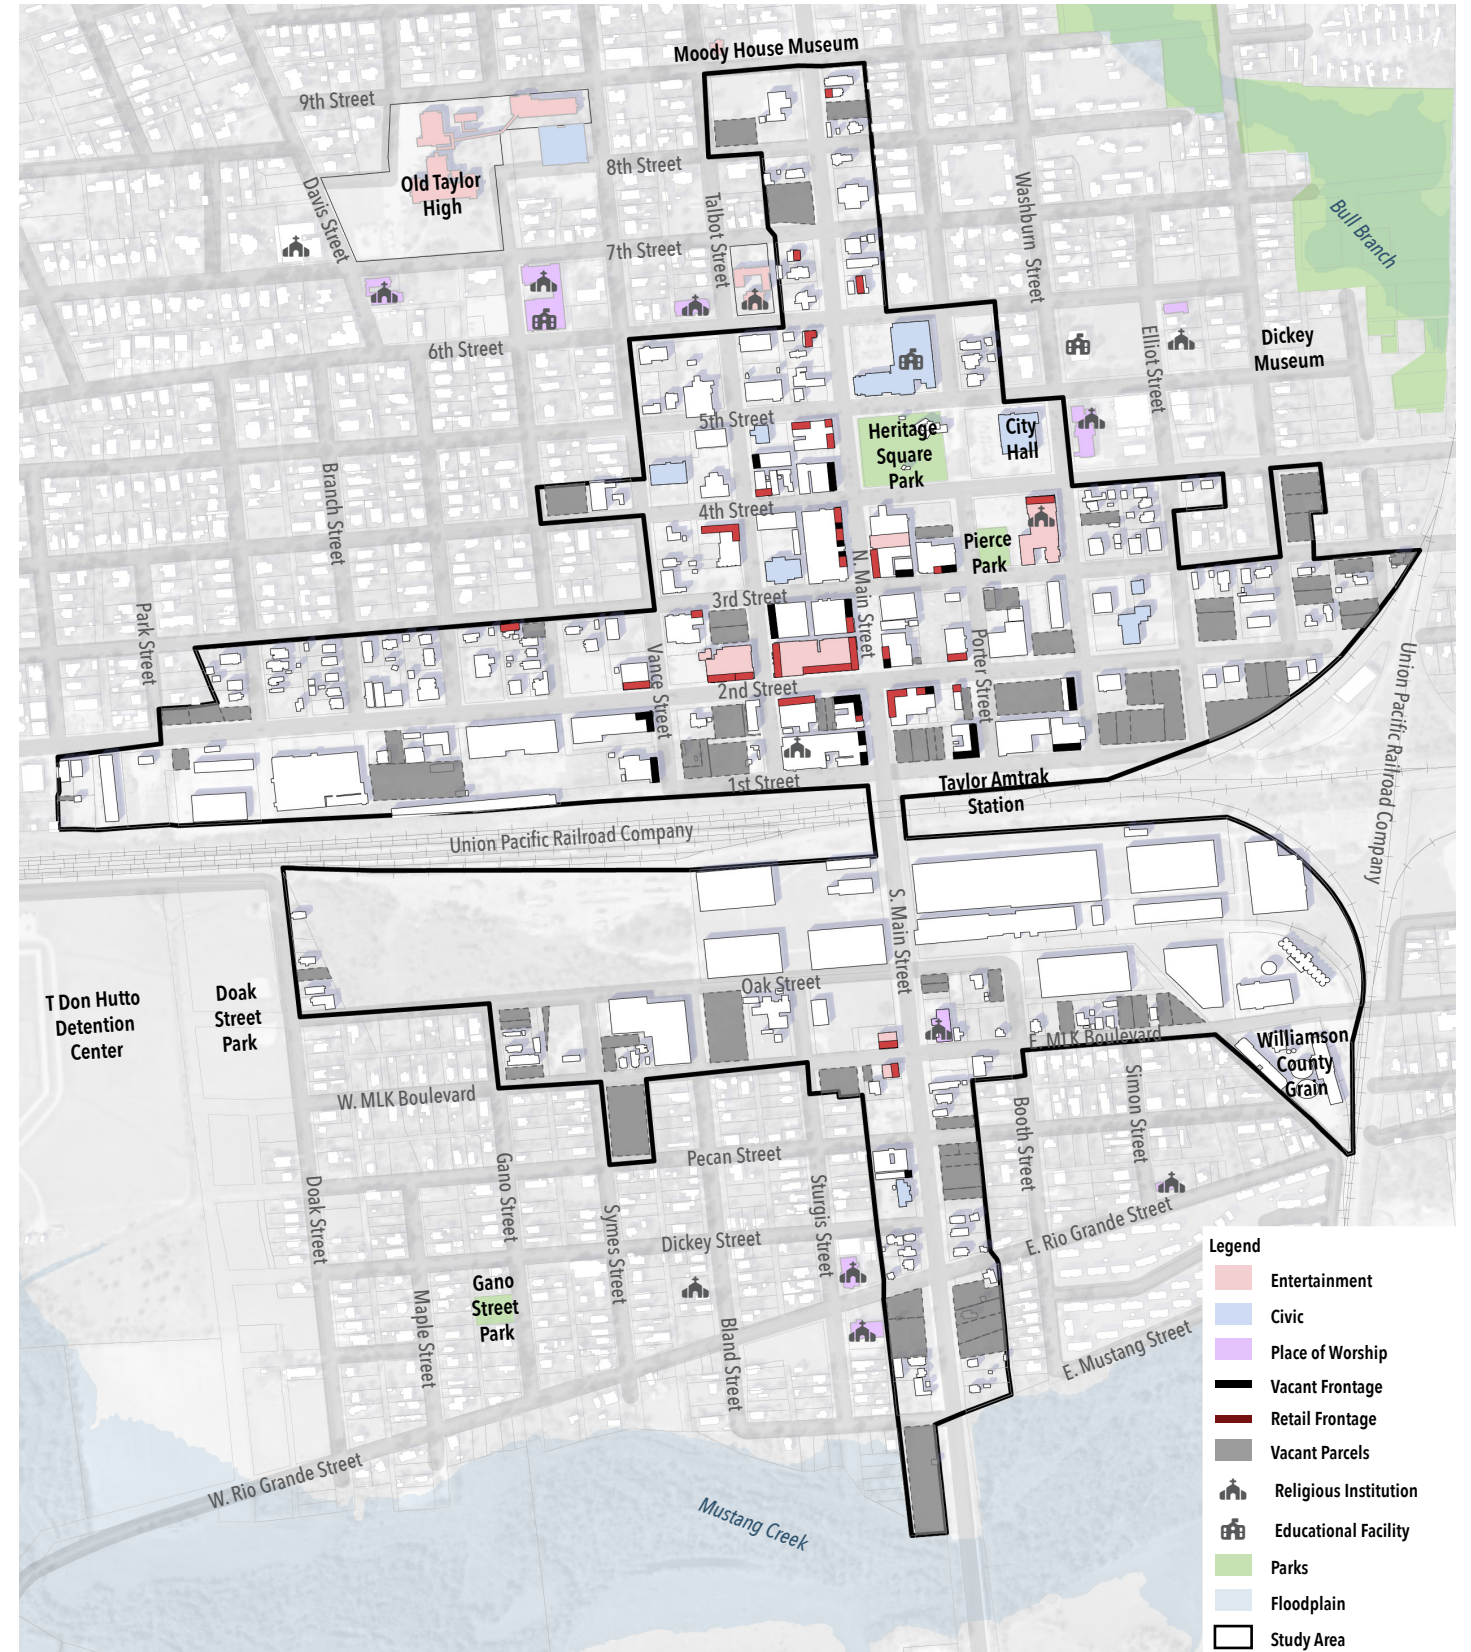 Moody House Museum
9th Street
8th Street
Old Taylor
High
Davis Street
Talbot Street
Washburn Street
Bull Branch
7th Street
6th Street
Elliot Street
Dickey
Museum
5th Street
Heritage
Square
Park
City
Hall
Branch Street
4th Street
Pierce
Park
N. Main Street
3rd Street
Park Street
Vance Street
Porter Street
2nd Street
Union Pacific Railroad Company
1st Street
Taylor Amtrak
Station
Union Pacific Railroad Company
S. Main Street
T Don Hutto
Detention
Center
Doak
Street
Park
Oak Street
E. MLK Boulevard
Williamson
County
Grain
W. MLK Boulevard
Simon Street
Booth Street
Pecan Street
Doak Street
Gano Street
Symes Street
Sturgis Street
Dickey Street
E. Rio Grande Street
Gano
Street
Park
Maple Street
Bland Street
E. Mustang Street
W. Rio Grande Street
Mustang Creek
Legend
Entertainment
Civic
Place of Worship
Vacant Frontage
Retail Frontage
Vacant Parcels
Religious Institution
Educational Facility
Parks
Floodplain
Study Area